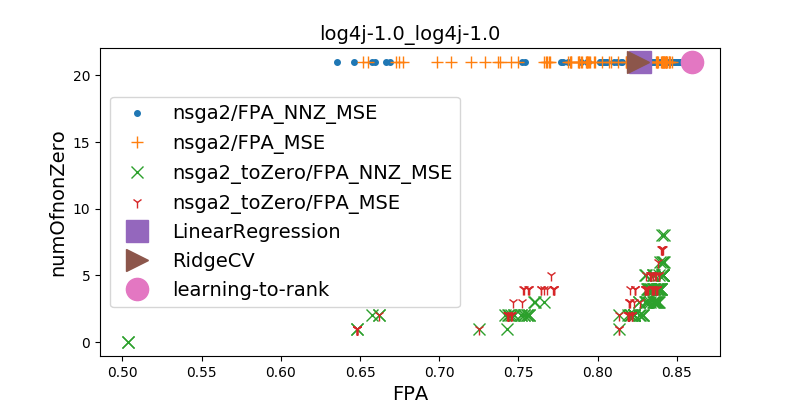 log4j-1.0_log4j-1.0
numOfnonZero
20
15
10
5
0
nsga2/FPA_NNZ_MSE
nsga2/FPA_MSE
nsga2_toZero/FPA_NNZ_MSE
nsga2_toZero/FPA_MSE
LinearRegression
RidgeCV
learning-to-rank
0.50 0.55 0.60 0.65 0.70 0.75 0.80 0.85
FPA